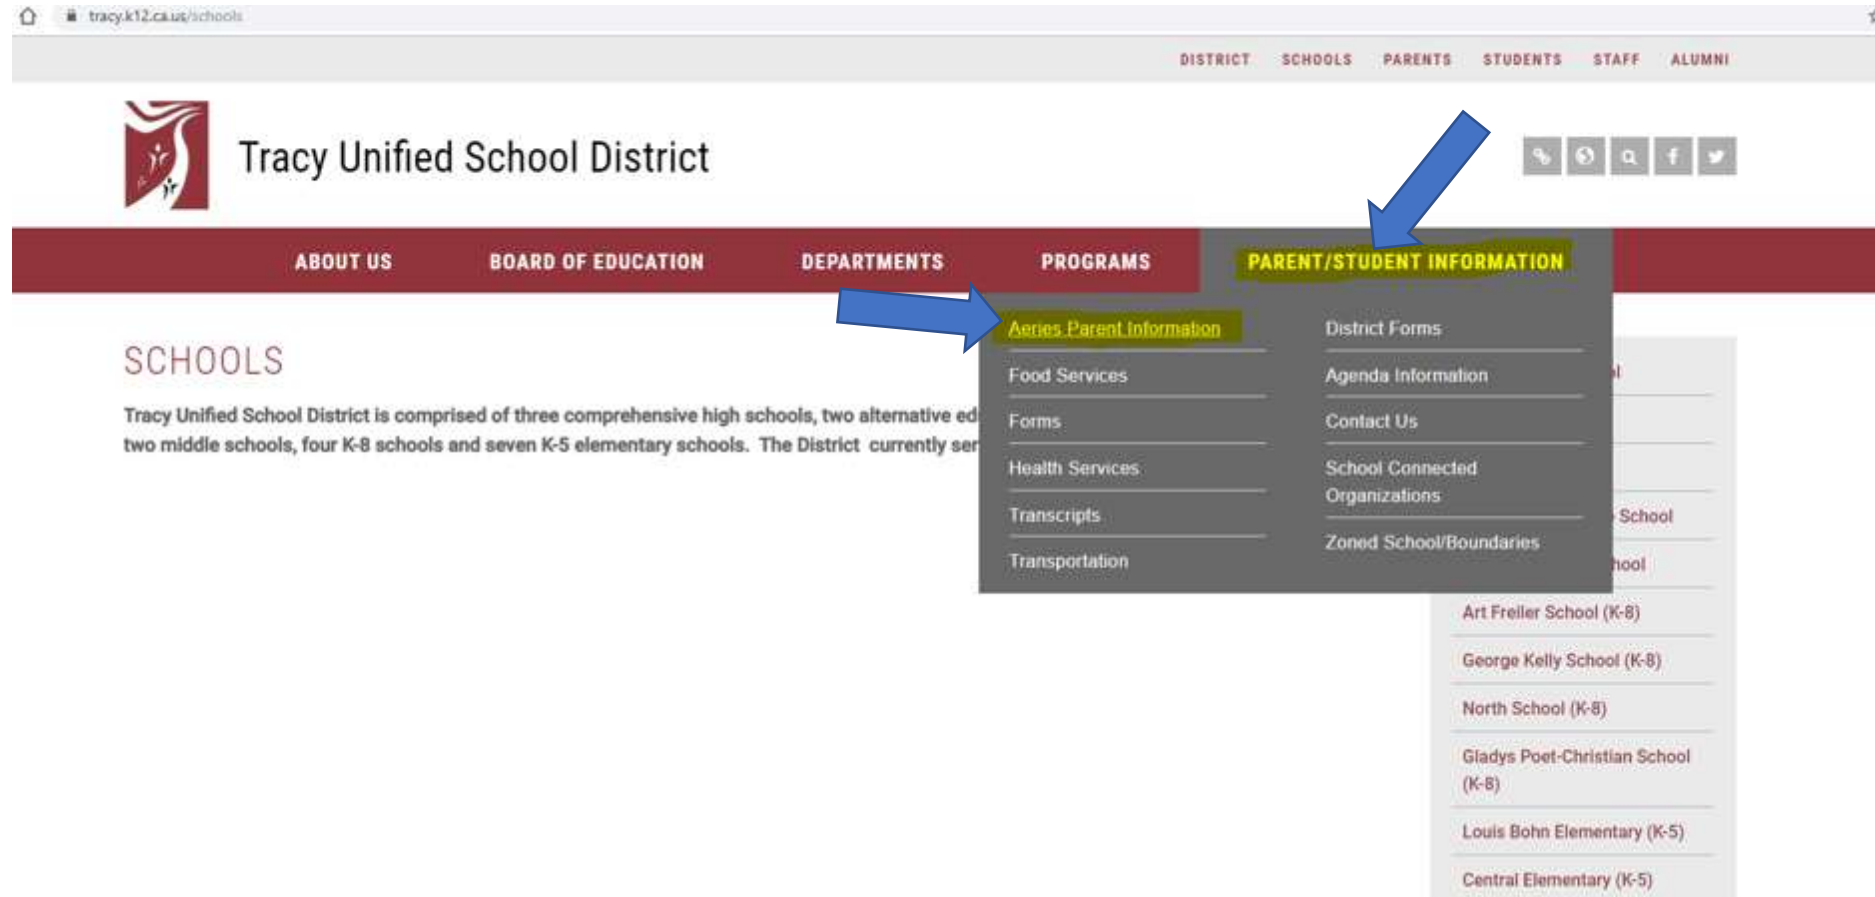 tracy.k12.ca.us/schools
DISTRICT SCHOOLS PARENTS STUDENTS STAFF ALUMNI
Tracy Unified School District
ABOUT US BOARD OF EDUCATION DEPARTMENTS PROGRAMS PARENT/STUDENT INFORMATION
Aeries Parent Information
Food Services
Forms
Health Services
Transcripts
Transportation
District Forms
Agenda Information
Contact Us
School Connected
Organizations
Zoned School/Boundaries
SCHOOLS
Tracy Unified School District is comprised of three comprehensive high schools, two alternative
two middle schools, four K-8 schools and seven K-5 elementary schools. The District currently
School
Art Freiler School (K-8)
George Kelly School (K-8)
North School (K-8)
Gladys Poet-Christian School
(K-8)
Louis Bohn Elementary (K-5)
Central Elementary (K-5)